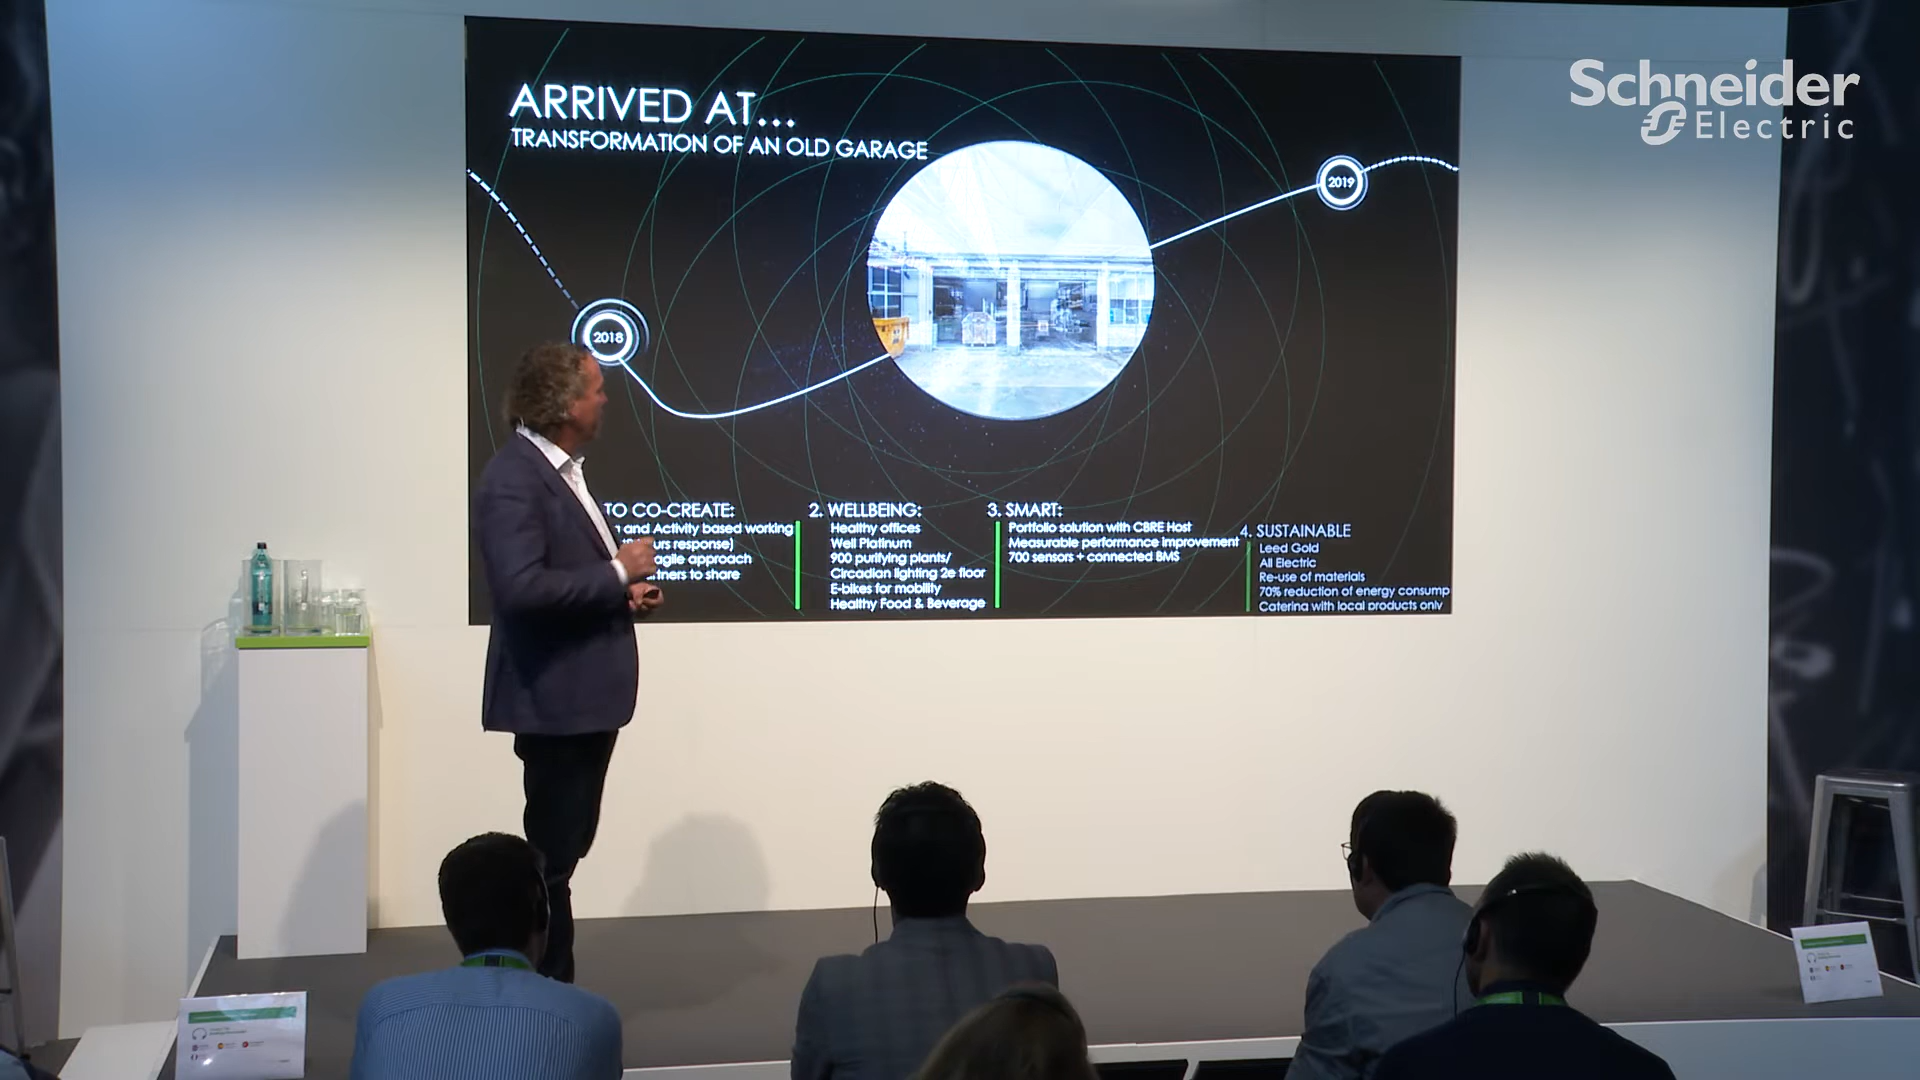 Schneider
Electric
ARRIVED AT...
TRANSFORMATION OF AN OLD GARAGE
2018
2019
TO CO-CREATE:
and Activity based working
response)
agile approach
to share
2. WELLBEING:
Healthy offices
Well Platinum
900 purifying plants/
Circadian lighting 2e floor
E-bikes for mobility
Healthy Food & Beverage
3. SMART:
Portfolio solution with CBRE Host
Measurable performance improvement
700 sensors + connected BMS
4. SUSTAINABLE
Leed Gold
All Electric
Re-use of materials
70% reduction of energy consump
Catering with local products only